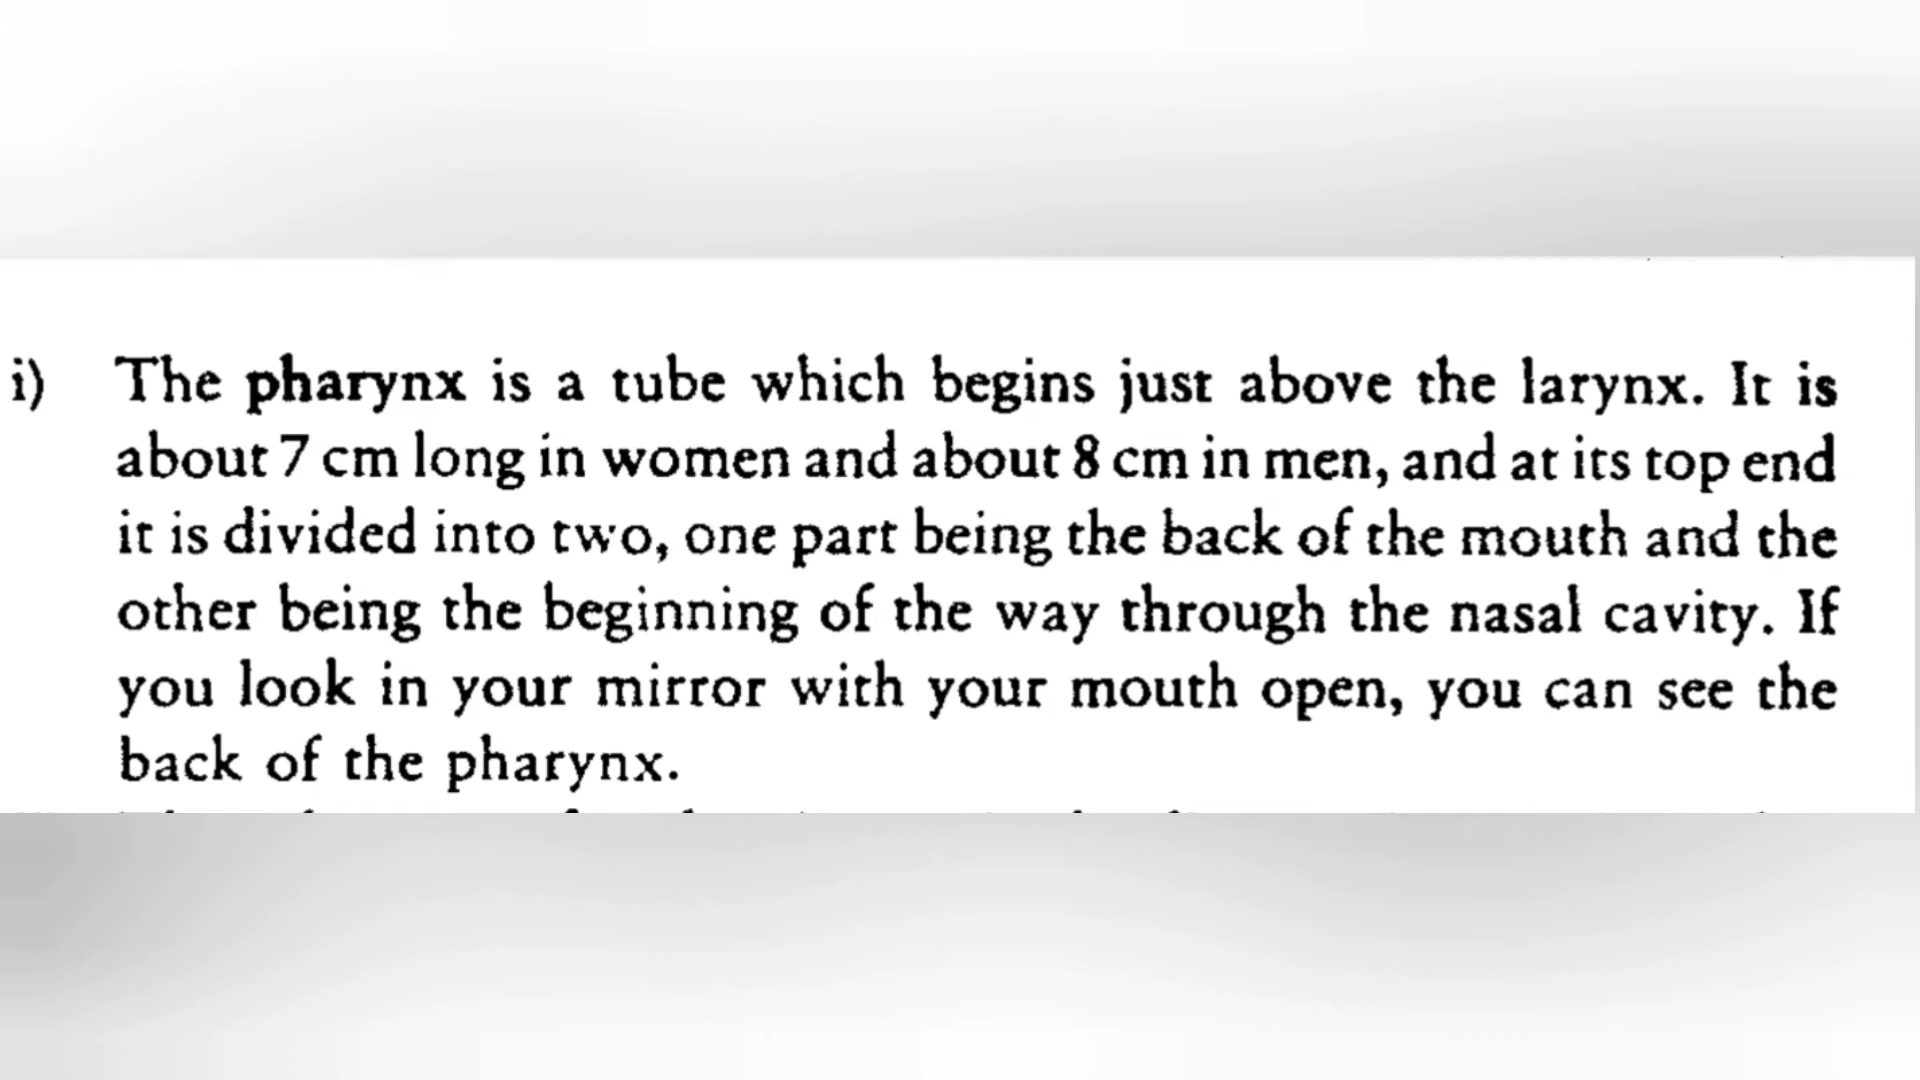 i) The pharynx is a tube which begins just above the larynx. It is
about 7 cm long in women and about 8 cm in men, and at its top end
it is divided into two, one part being the back of the mouth and the
other being the beginning of the way through the nasal cavity. If
you look in your mirror with your mouth open, you can see the
back of the pharynx.